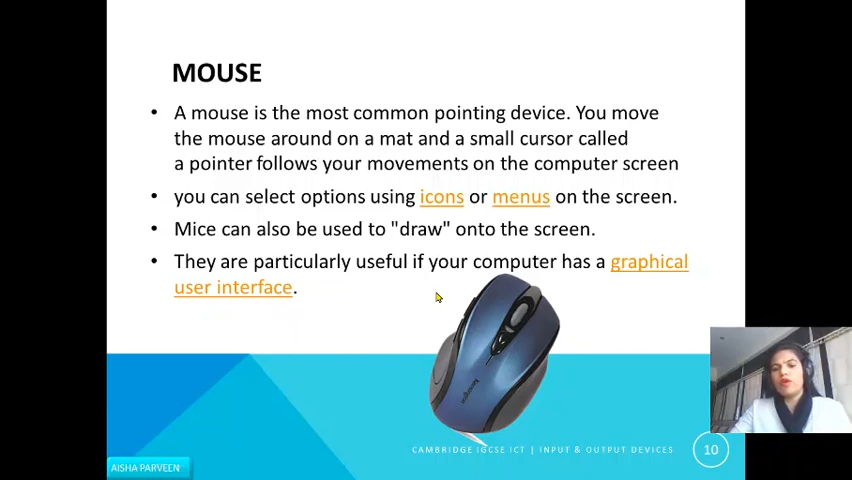 MOUSE
• A mouse is the most common pointing device. You move
the mouse around on a mat and a small cursor called
a pointer follows your movements on the computer screen
• you can select options using icons or menus on the screen.
• Mice can also be used to "draw" onto the screen.
• They are particularly useful if your computer has a graphical
user interface.
CAMBRIDGE IGCSE ICT | INPUT & OUTPUT DEVICES
10
AISHA PARVEEN